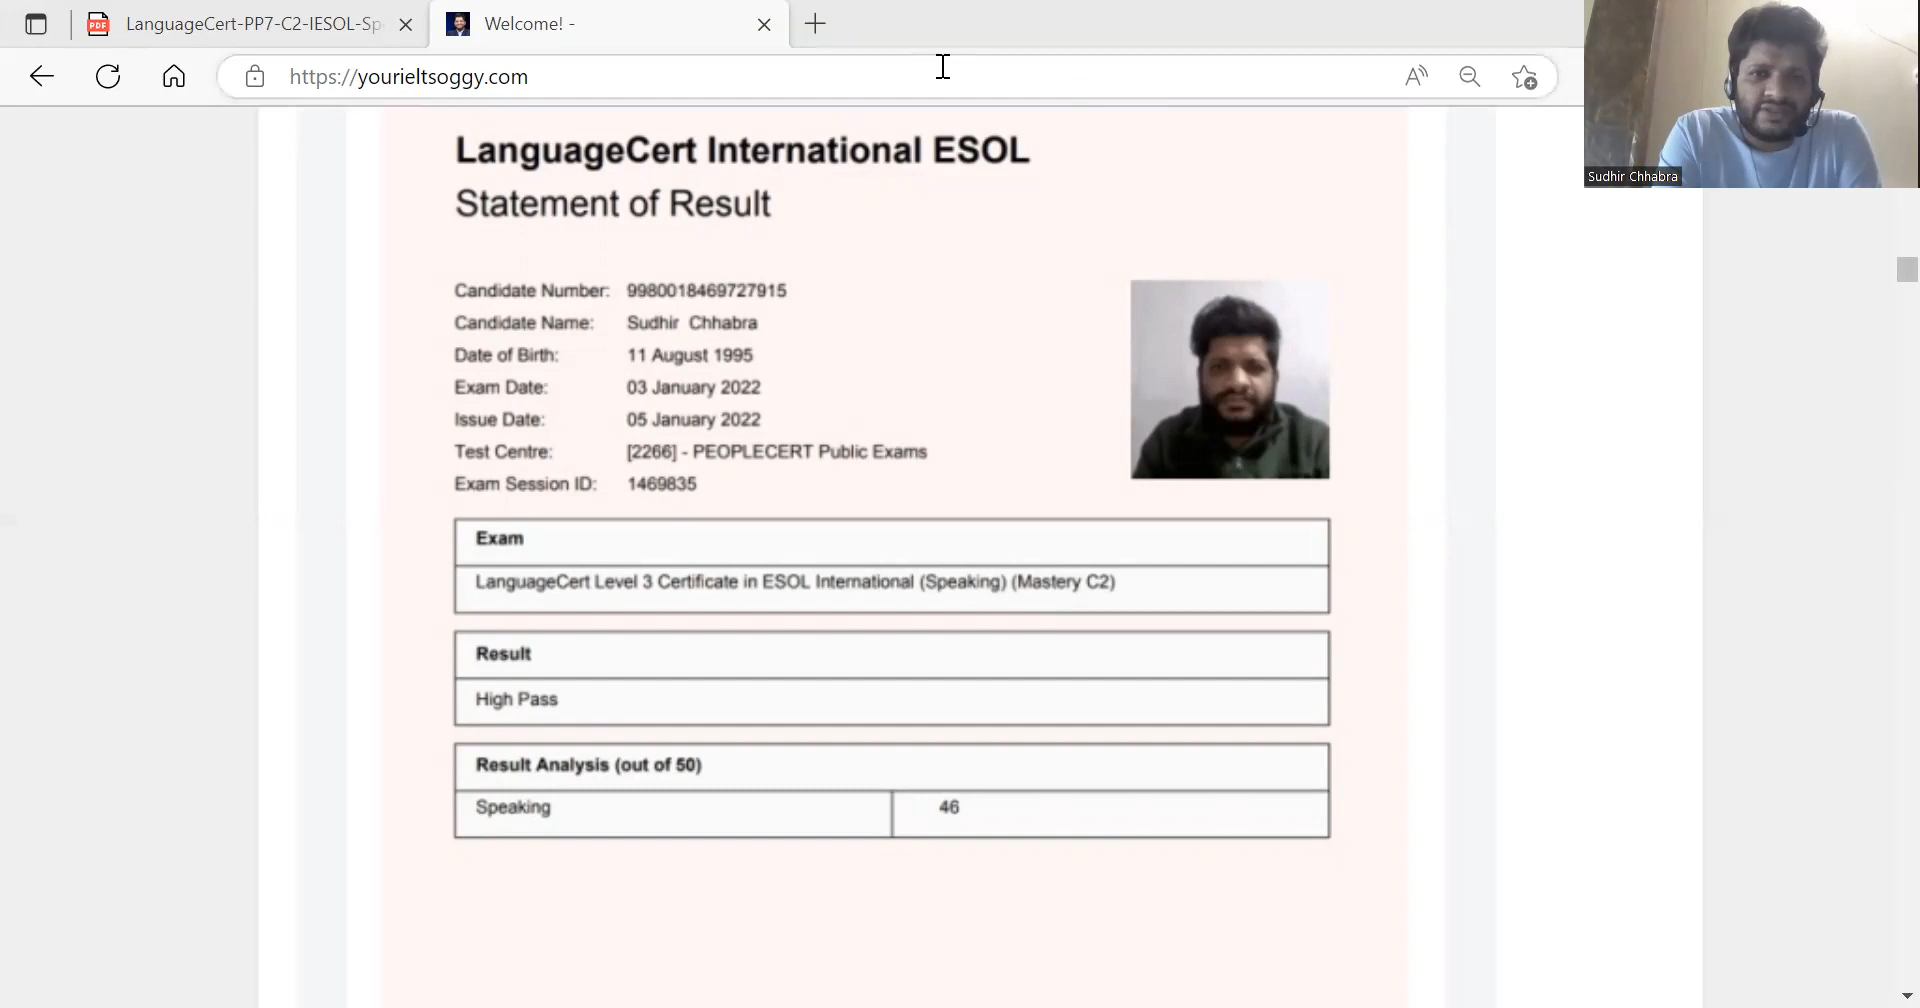 LanguageCert-PP7-C2-IESOL-Sp
Welcome! -
https://yourieltsoggy.com
Sudhir Chhabra
LanguageCert International ESOL
Statement of Result
Candidate Number: 9980018469727915
Candidate Name: Sudhir Chhabra
Date of Birth: 11 August 1995
Exam Date: 03 January 2022
Issue Date: 05 January 2022
Test Centre: [2266] - PEOPLECERT Public Exams
Exam Session ID: 1469835
Exam
LanguageCert Level 3 Certificate in ESOL International (Speaking) (Mastery C2)
Result
High Pass
Result Analysis (out of 50)
Speaking 46